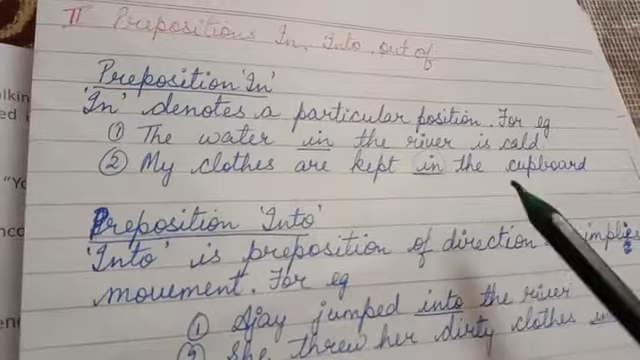 II Prepositions In, Into, out of
Preposition 'In'
'In' denotes a particular position. For eg
① The water in the river is cold.
② My clothes are kept in the cupboard
Preposition 'Into'
'Into' is preposition of direction implies
movement. For eg
① Ajay jumped into the river
② She threw her dirty clothes